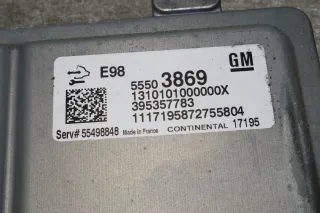 E98
GM
5550 3869
1310101000000X
395357783
1117195872755804
Serv# 55498848 Made in France CONTINENTAL 17195